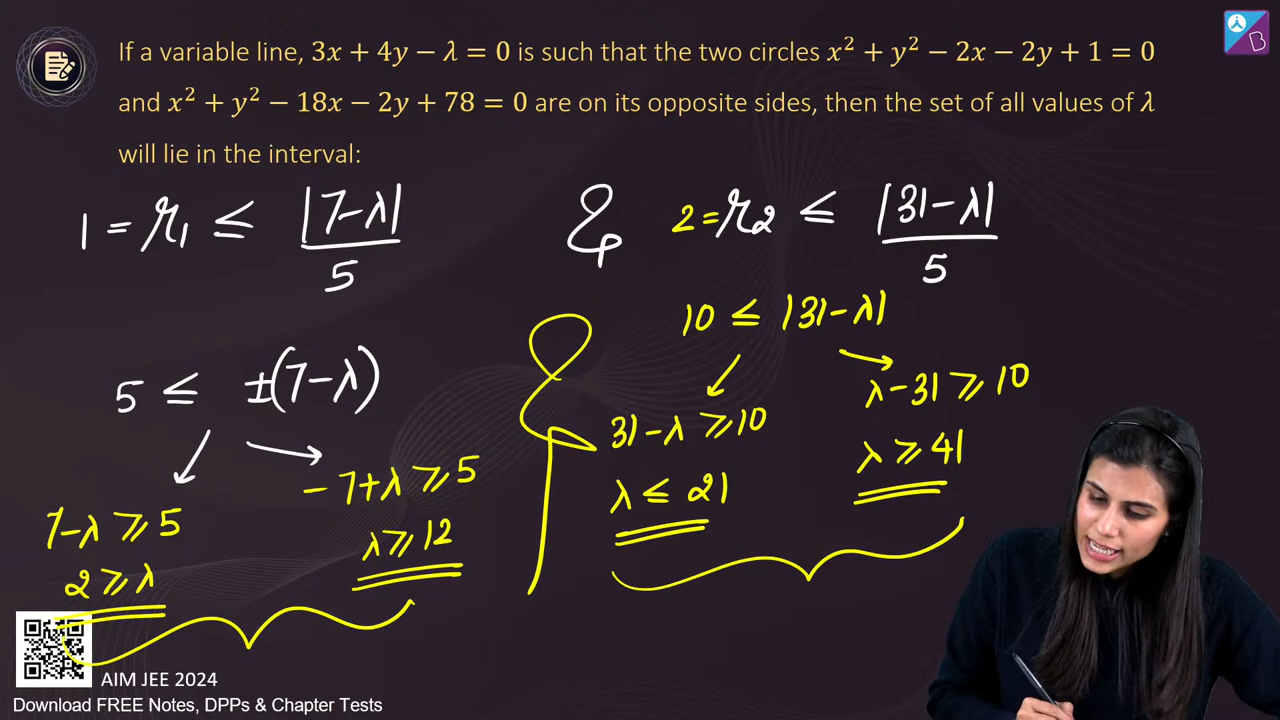 If a variable line, 3x + 4y − λ = 0 is such that the two circles x² + y² − 2x − 2y + 1 = 0
and x² + y² − 18x − 2y + 78 = 0 are on its opposite sides, then the set of all values of λ
will lie in the interval:
1 = r₁ ≤ |7−λ|/5 & 2 = r₂ ≤ |31−λ|/5
10 ≤ |31−λ|
5 ≤ ±(7−λ) &
31−λ ≥ 10
λ−31 ≥ 10
λ ≤ 21
λ ≥ 41
7−λ ≥ 5
−7+λ ≥ 5
2 ≥ λ
λ ≥ 12
AIM JEE 2024
Download FREE Notes, DPPs & Chapter Tests
B